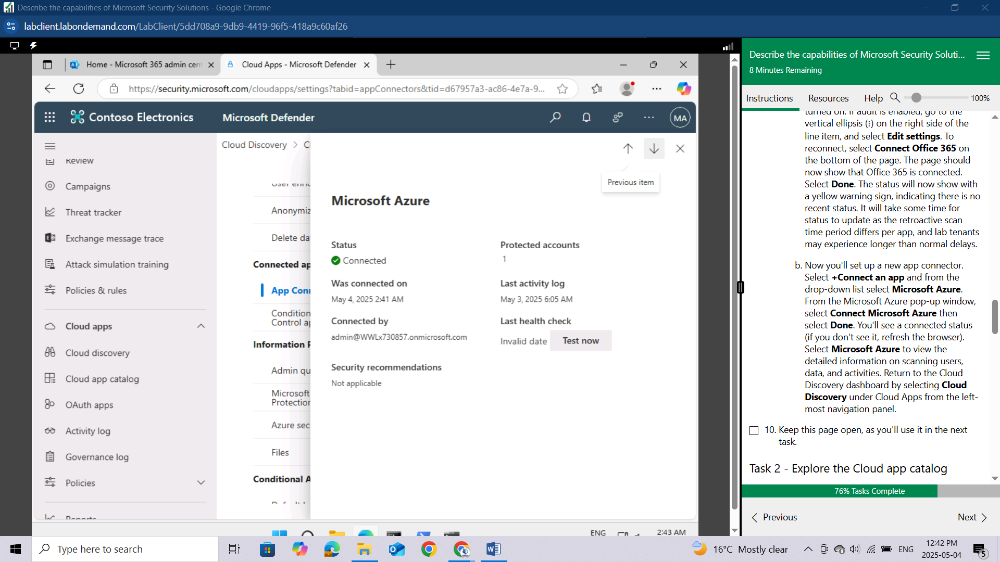 Describe the capabilities of Microsoft Security Solutions - Google Chrome
labclient.labondemand.com/LabClient/5dd708a9-9db9-4419-96f5-418a9c60af26
Home - Microsoft 365 admin cent
Cloud Apps - Microsoft Defender
https://security.microsoft.com/cloudapps/settings?tabid=appConnectors&tid=d67957a3-ac86-4e7a-9...
Contoso Electronics
Microsoft Defender
MA
Review
Campaigns
Threat tracker
Exchange message trace
Attack simulation training
Policies & rules
Cloud apps
Cloud discovery
Cloud app catalog
OAuth apps
Activity log
Governance log
Policies
Reports
Cloud Discovery > Cl
User enric
Anonymiz
Delete da
Connected ap
App Conn
Condition
Control ap
Information P
Admin qu
Microsoft
Protection
Azure sec
Files
Conditional A
Previous item
Microsoft Azure
Status
Connected
Protected accounts
1
Was connected on
May 4, 2025 2:41 AM
Last activity log
May 3, 2025 6:05 AM
Connected by
admin@WWLx730857.onmicrosoft.com
Last health check
Invalid date
Test now
Security recommendations
Not applicable
ENG
2:43 AM
Describe the capabilities of Microsoft Security Soluti...
8 Minutes Remaining
Instructions
Resources
Help
100%
turned on. If audit is enabled, go to the
vertical ellipsis (⋮) on the right side of the
line item, and select Edit settings. To
reconnect, select Connect Office 365 on
the bottom of the page. The page should
now show that Office 365 is connected.
Select Done. The status will now show with
a yellow warning sign, indicating there is no
recent status. It will take some time for
status to update as the retroactive scan
time period differs per app, and lab tenants
may experience longer than normal delays.
b. Now you'll set up a new app connector.
Select +Connect an app and from the
drop-down list select Microsoft Azure.
From the Microsoft Azure pop-up window,
select Connect Microsoft Azure then
select Done. You'll see a connected status
(if you don't see it, refresh the browser).
Select Microsoft Azure to view the
detailed information on scanning users,
data, and activities. Return to the Cloud
Discovery dashboard by selecting Cloud
Discovery under Cloud Apps from the left-
most navigation panel.
10. Keep this page open, as you'll use it in the next
task.
Task 2 - Explore the Cloud app catalog
76% Tasks Complete
Previous
Next
Type here to search
16°C Mostly clear
ENG
12:42 PM
2025-05-04
5